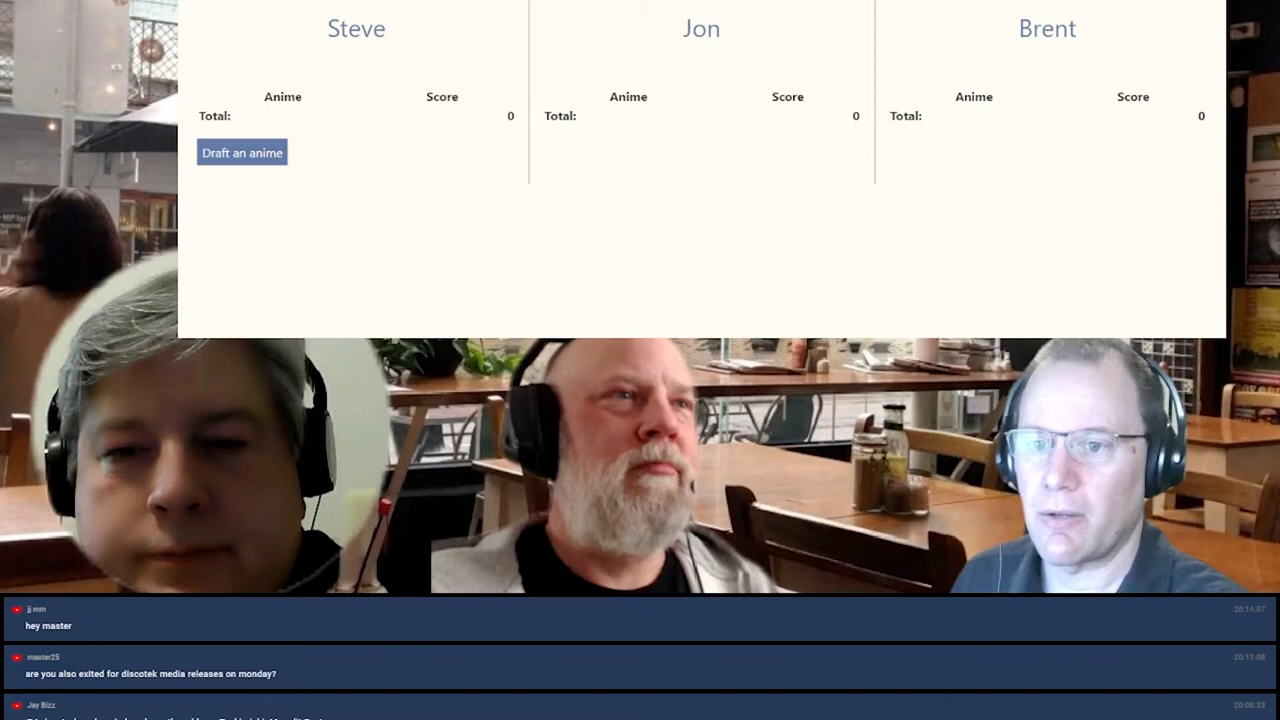 Steve
Jon
Brent
Anime Score
Total: 0
Draft an anime
Anime Score
Total: 0
Anime Score
Total: 0
jj mm 20:14:07
hey master
master25 20:11:08
are you also exited for discotek media releases on monday?
Jay Bizz 20:08:33